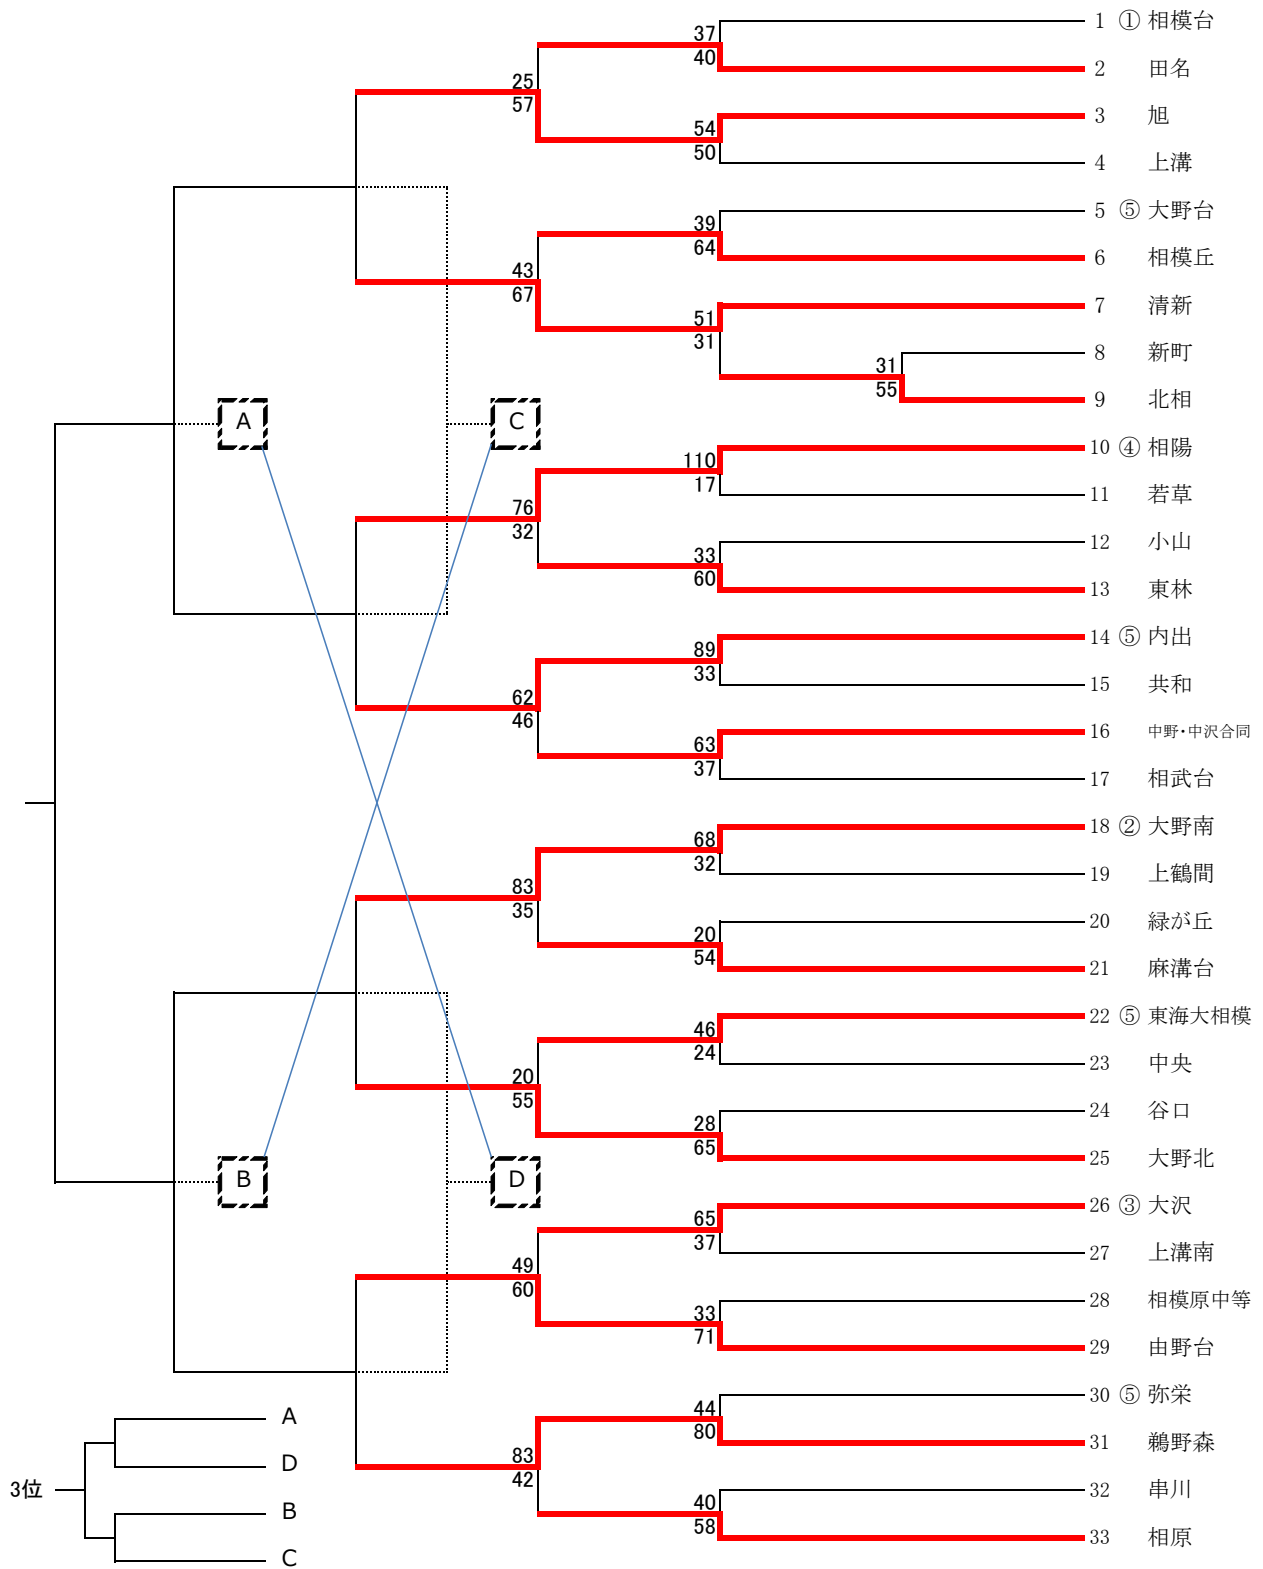 1 ① 相模台
37
40
2 田名
25
57
3 旭
54
50
4 上溝
5 ⑤ 大野台
39
64
6 相模丘
43
67
7 清新
51
31
8 新町
31
55
9 北相
A
C
10 ④ 相陽
110
17
11 若草
76
32
12 小山
33
60
13 東林
14 ⑤ 内出
89
33
15 共和
62
46
16 中野・中沢合同
63
37
17 相武台
18 ② 大野南
68
32
19 上鶴間
83
35
20 緑が丘
20
54
21 麻溝台
22 ⑤ 東海大相模
46
24
23 中央
20
55
24 谷口
28
65
25 大野北
B
D
26 ③ 大沢
65
37
27 上溝南
49
60
28 相模原中等
33
71
29 由野台
30 ⑤ 弥栄
44
80
31 鵜野森
83
42
32 串川
40
58
33 相原
A
D
3位
B
C